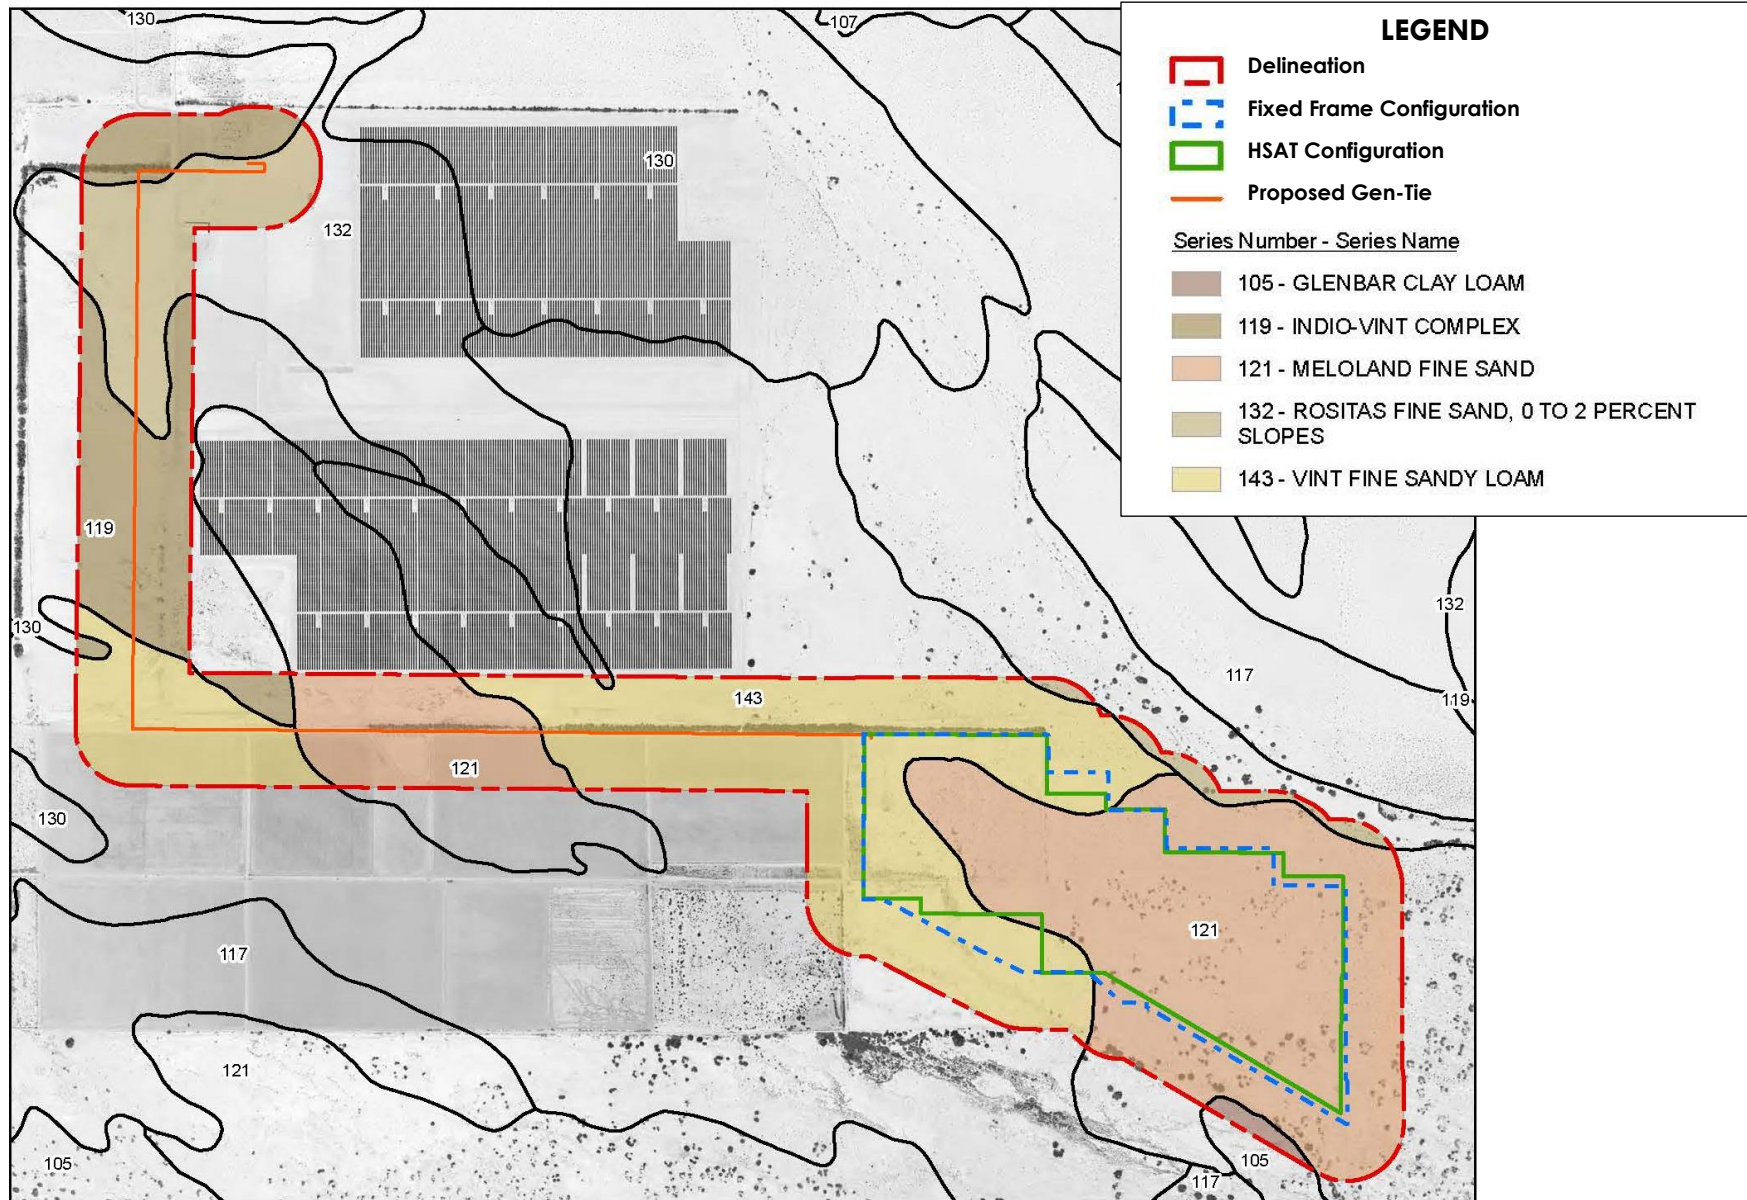 LEGEND
Delineation
Fixed Frame Configuration
HSAT Configuration
Proposed Gen-Tie
Series Number - Series Name
105 - GLENBAR CLAY LOAM
119 - INDIO-VINT COMPLEX
121 - MELOLAND FINE SAND
132 - ROSITAS FINE SAND, 0 TO 2 PERCENT
SLOPES
143 - VINT FINE SANDY LOAM
130
107
130
132
119
130
132
117
119
143
121
130
121
117
121
105
105
117